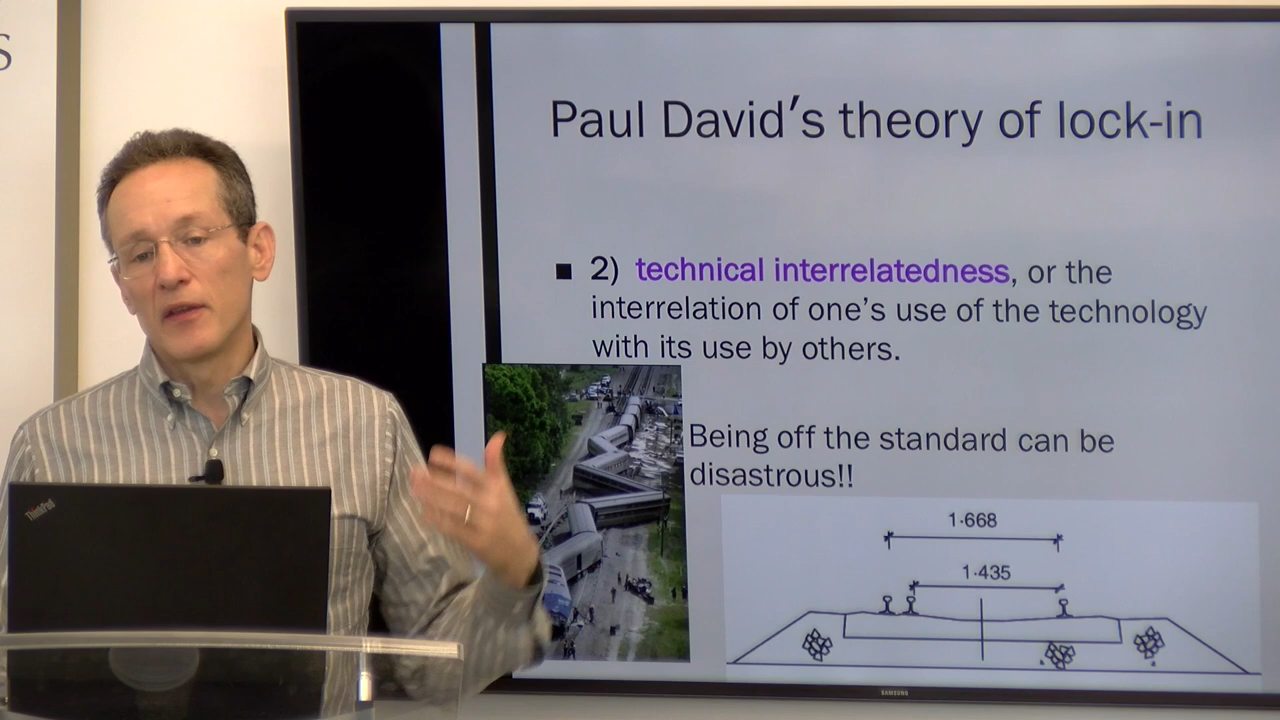 S
Paul David's theory of lock-in
■ 2) technical interrelatedness, or the
interrelation of one's use of the technology
with its use by others.
Being off the standard can be
disastrous!!
1·668
1·435
ThinkPad
SAMSUNG